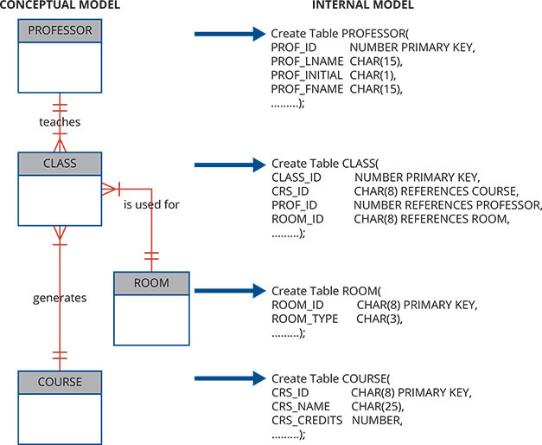 CONCEPTUAL MODEL
INTERNAL MODEL
PROFESSOR
Create Table PROFESSOR(
PROF_ID NUMBER PRIMARY KEY,
PROF_LNAME CHAR(15),
PROF_INITIAL CHAR(1),
PROF_FNAME CHAR(15),
.........);
teaches
CLASS
Create Table CLASS(
CLASS_ID NUMBER PRIMARY KEY,
CRS_ID CHAR(8) REFERENCES COURSE,
PROF_ID NUMBER REFERENCES PROFESSOR,
ROOM_ID CHAR(8) REFERENCES ROOM,
.........);
is used for
ROOM
Create Table ROOM(
ROOM_ID CHAR(8) PRIMARY KEY,
ROOM_TYPE CHAR(3),
.........);
generates
COURSE
Create Table COURSE(
CRS_ID CHAR(8) PRIMARY KEY,
CRS_NAME CHAR(25),
CRS_CREDITS NUMBER,
.........);